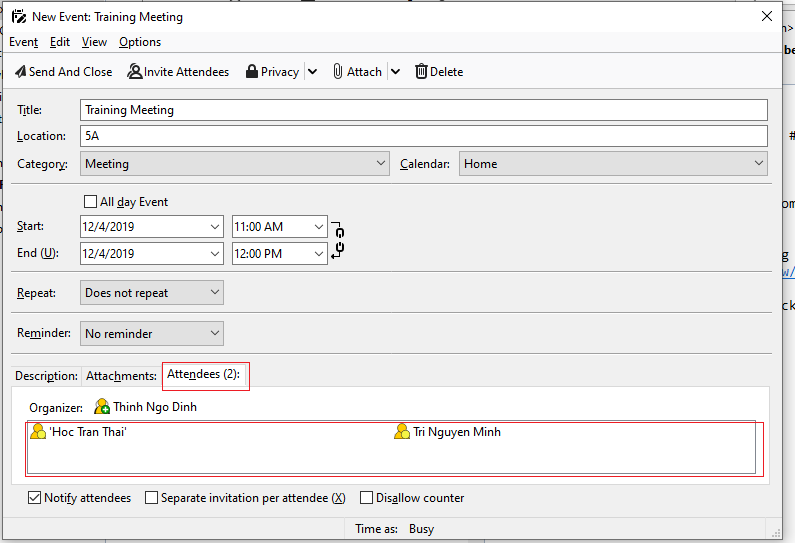 New Event: Training Meeting
Event Edit View Options
Send And Close Invite Attendees Privacy Attach Delete
Title: Training Meeting
Location: 5A
Category: Meeting Calendar: Home
All day Event
Start: 12/4/2019 11:00 AM
End (U): 12/4/2019 12:00 PM
Repeat: Does not repeat
Reminder: No reminder
Description: Attachments: Attendees (2):
Organizer: Thinh Ngo Dinh
'Hoc Tran Thai' Tri Nguyen Minh
Notify attendees Separate invitation per attendee (X) Disallow counter
Time as: Busy